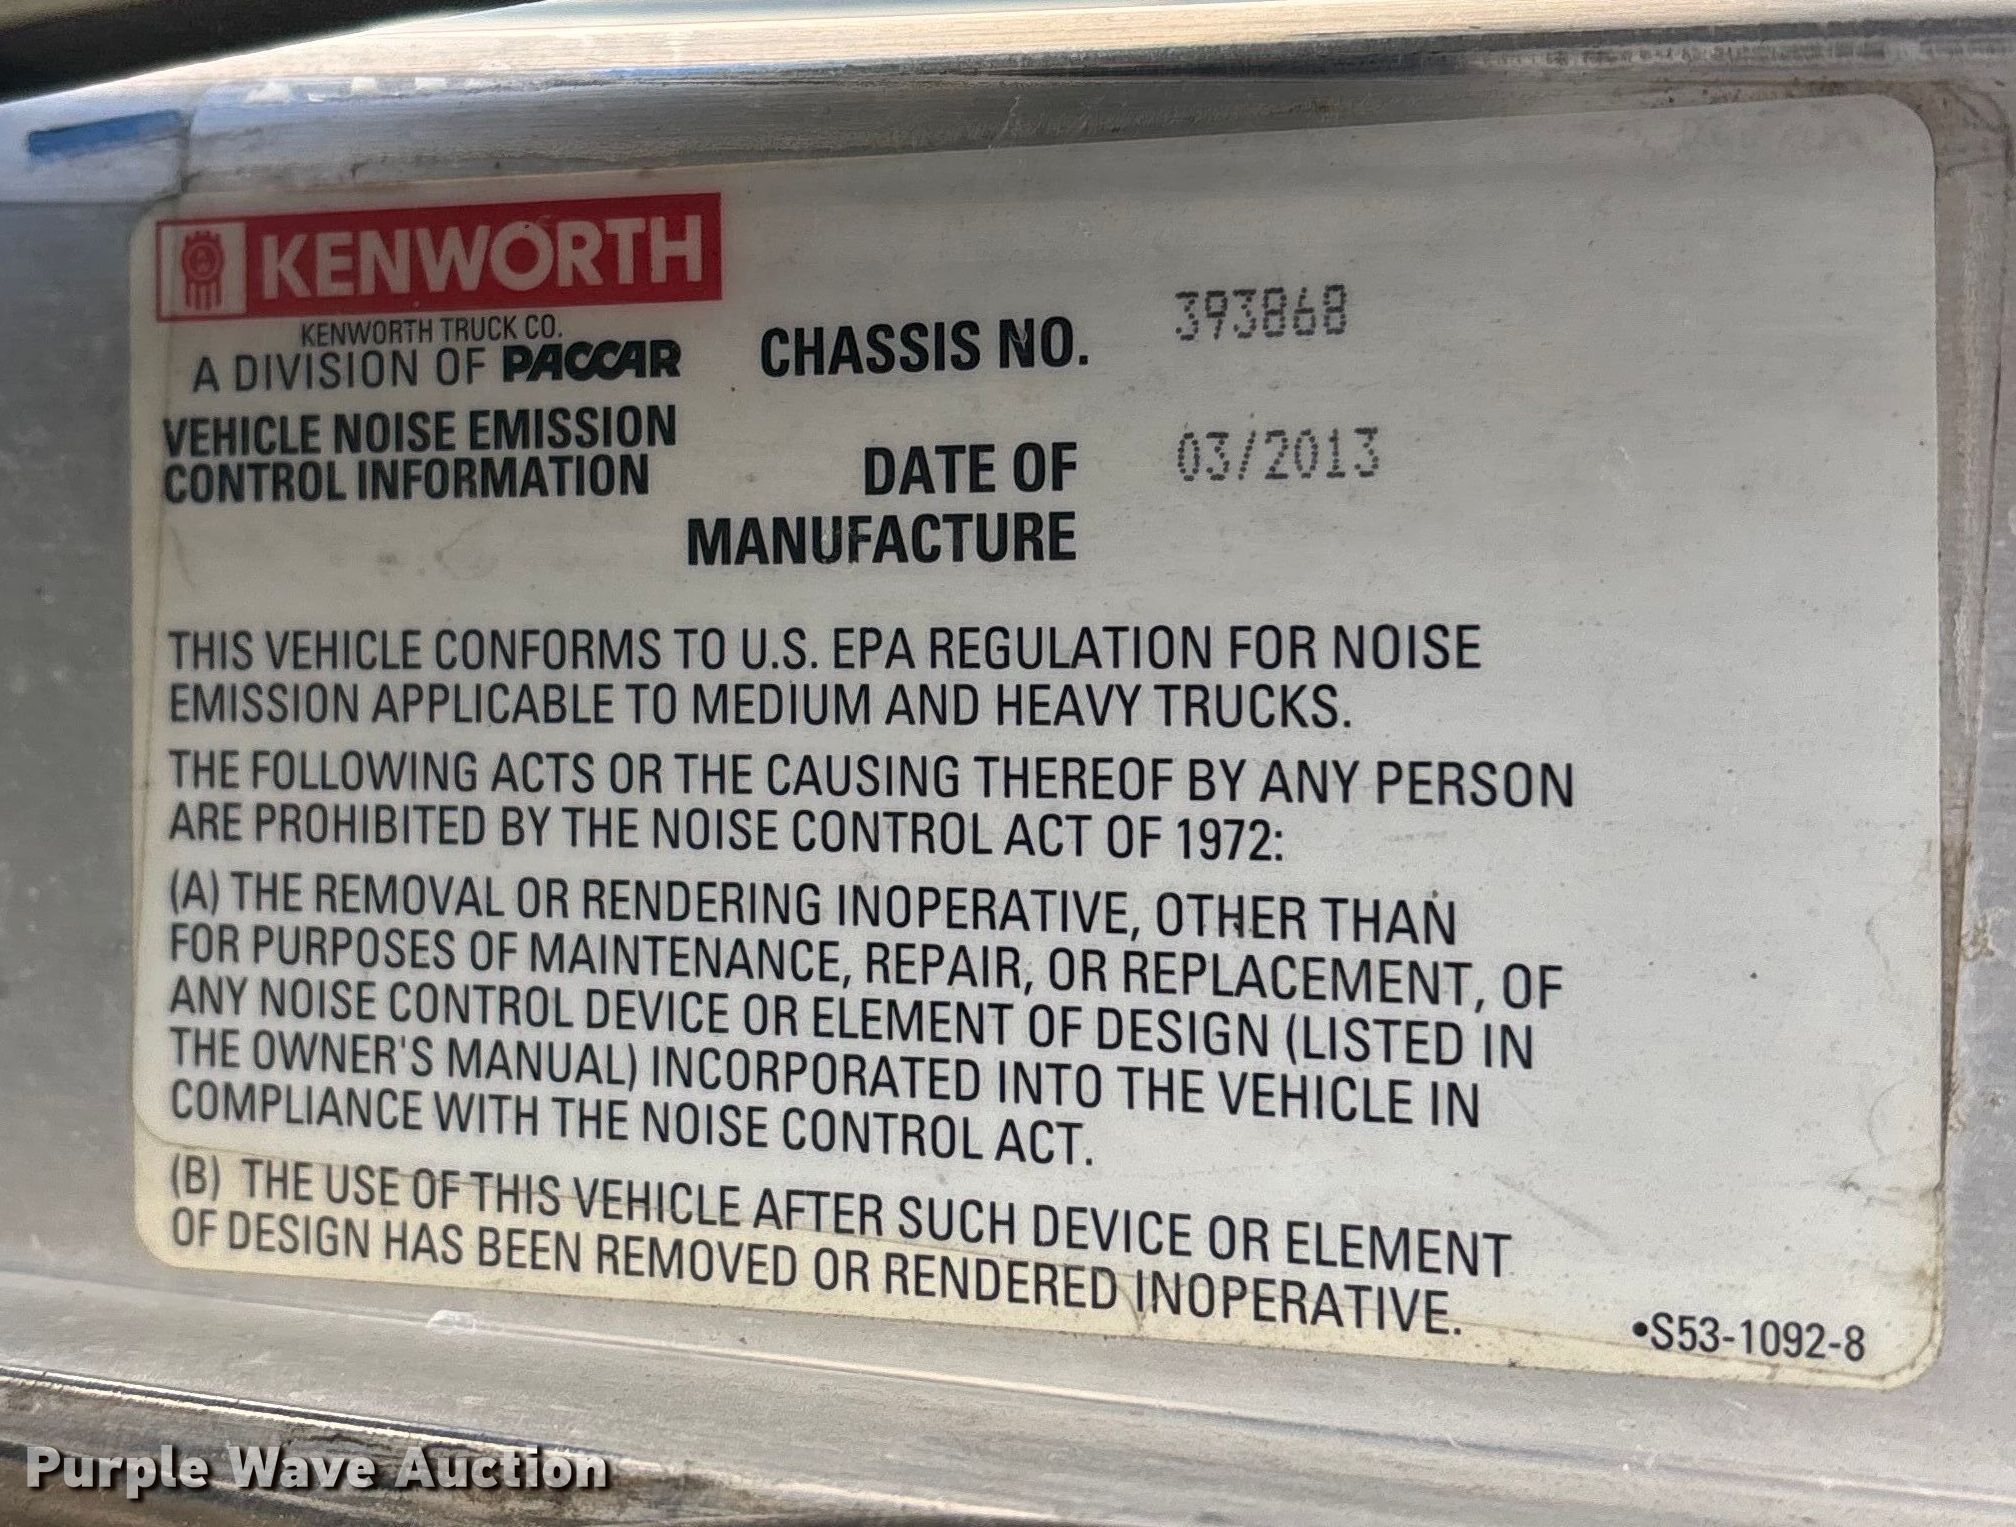 KENWORTH
KENWORTH TRUCK CO.
A DIVISION OF PACCAR
VEHICLE NOISE EMISSION
CONTROL INFORMATION
CHASSIS NO. 393868
DATE OF 03/2013
MANUFACTURE
THIS VEHICLE CONFORMS TO U.S. EPA REGULATION FOR NOISE
EMISSION APPLICABLE TO MEDIUM AND HEAVY TRUCKS.
THE FOLLOWING ACTS OR THE CAUSING THEREOF BY ANY PERSON
ARE PROHIBITED BY THE NOISE CONTROL ACT OF 1972:
(A) THE REMOVAL OR RENDERING INOPERATIVE, OTHER THAN
FOR PURPOSES OF MAINTENANCE, REPAIR, OR REPLACEMENT, OF
ANY NOISE CONTROL DEVICE OR ELEMENT OF DESIGN (LISTED IN
THE OWNER'S MANUAL) INCORPORATED INTO THE VEHICLE IN
COMPLIANCE WITH THE NOISE CONTROL ACT.
(B) THE USE OF THIS VEHICLE AFTER SUCH DEVICE OR ELEMENT
OF DESIGN HAS BEEN REMOVED OR RENDERED INOPERATIVE.
•S53-1092-8
Purple Wave Auction